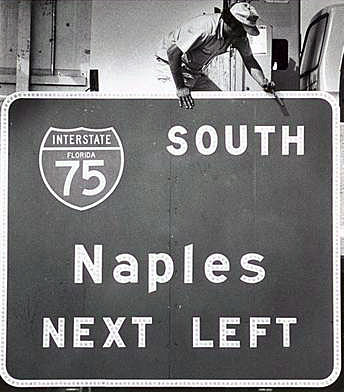 INTERSTATE
FLORIDA
75
SOUTH
Naples
NEXT LEFT